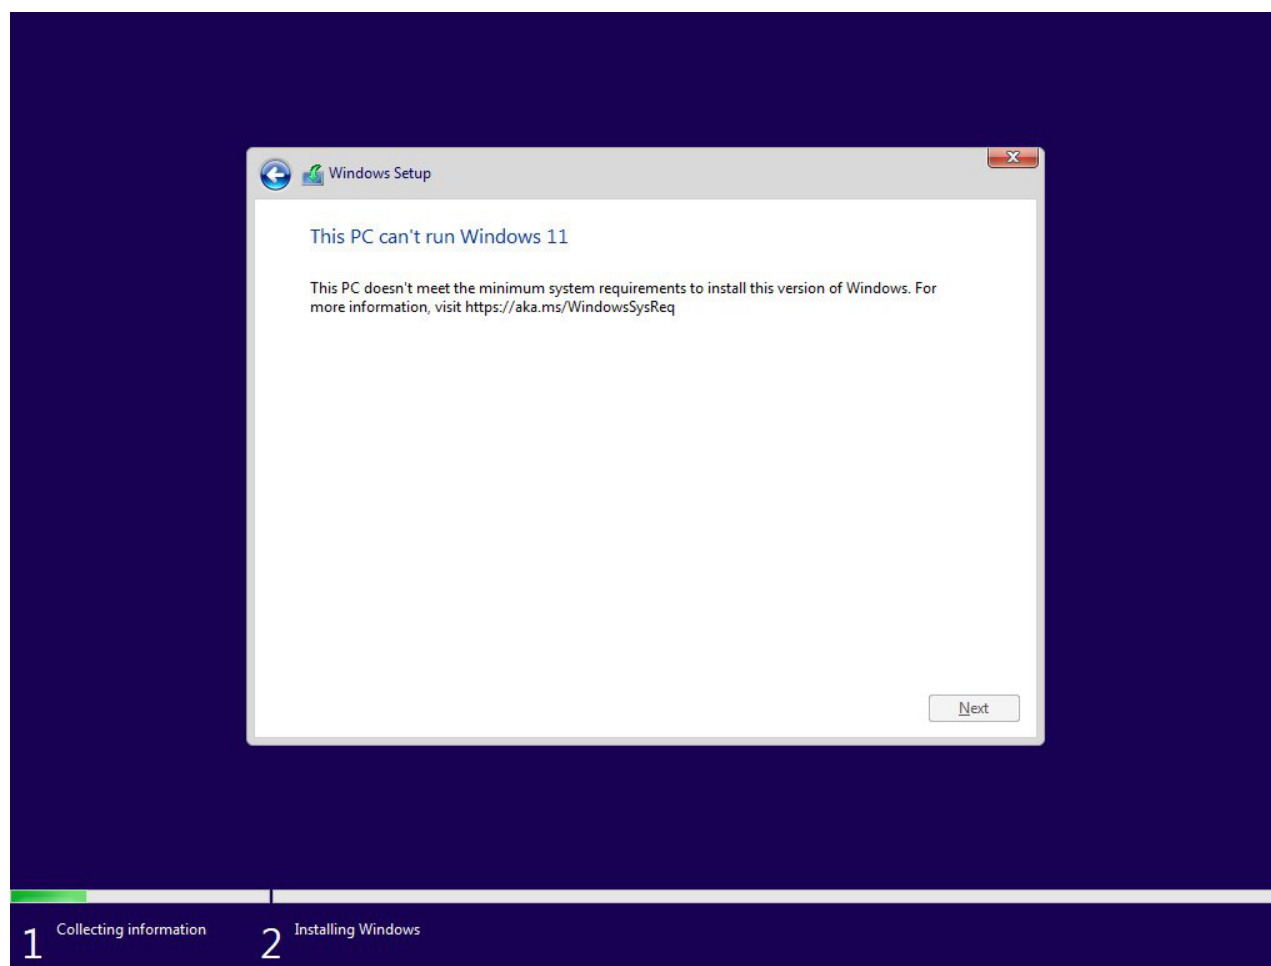 Windows Setup
This PC can't run Windows 11
This PC doesn't meet the minimum system requirements to install this version of Windows. For
more information, visit https://aka.ms/WindowsSysReq
Next
1 Collecting information
2 Installing Windows